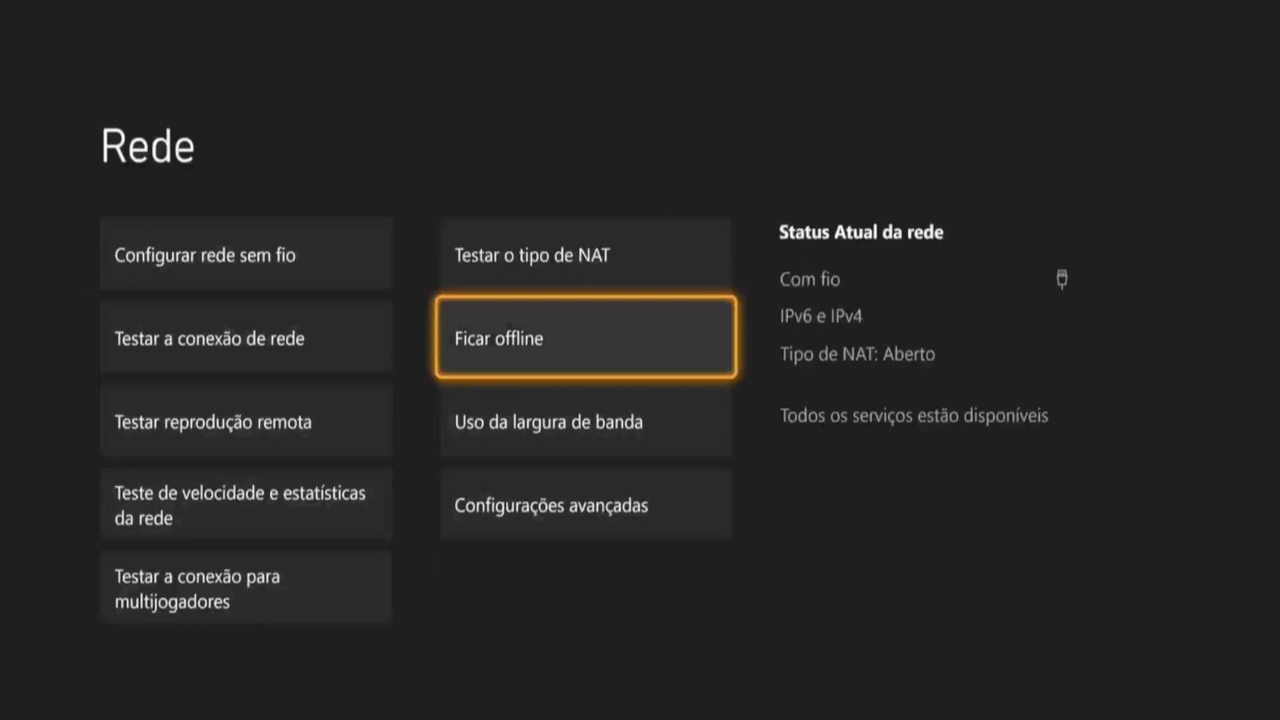 Rede
Configurar rede sem fio
Testar a conexão de rede
Testar reprodução remota
Teste de velocidade e estatísticas
da rede
Testar a conexão para
multijogadores
Testar o tipo de NAT
Ficar offline
Uso da largura de banda
Configurações avançadas
Status Atual da rede
Com fio
IPv6 e IPv4
Tipo de NAT: Aberto
Todos os serviços estão disponíveis